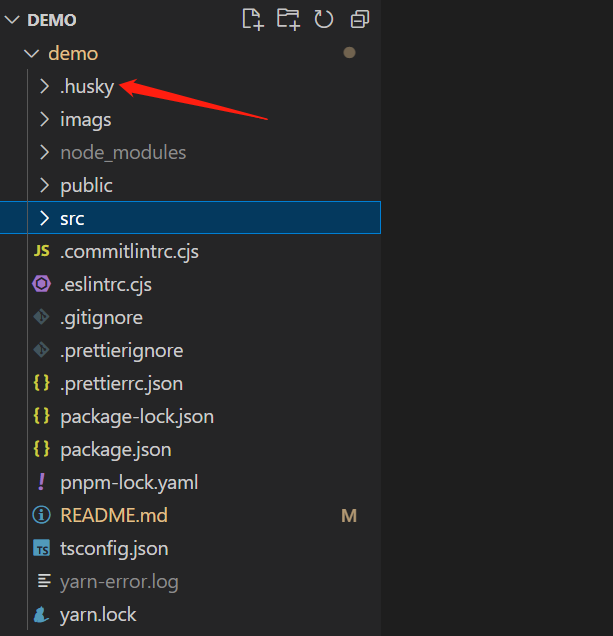 DEMO
demo
.husky
imags
node_modules
public
src
JS .commitlintrc.cjs
.eslintrc.cjs
.gitignore
.prettierignore
{} .prettierrc.json
{} package-lock.json
{} package.json
! pnpm-lock.yaml
README.md M
TS tsconfig.json
yarn-error.log
yarn.lock